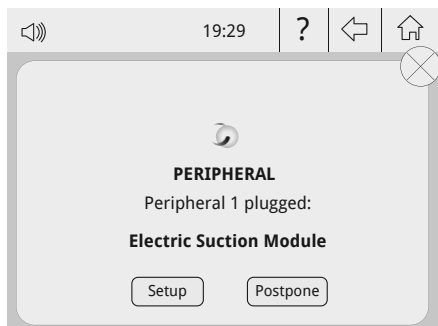 19:29 ?
PERIPHERAL
Peripheral 1 plugged:
Electric Suction Module
Setup Postpone